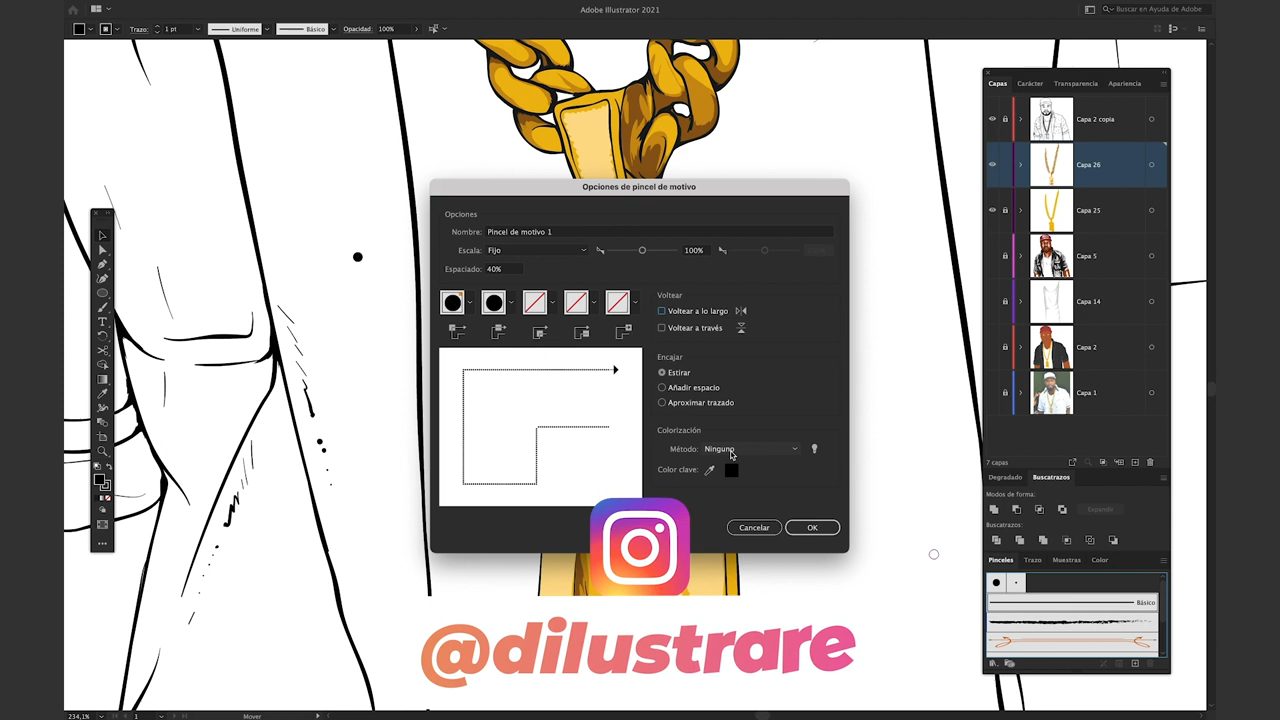 Adobe Illustrator 2021
Buscar en Ayuda de Adobe
Trazo: 1 pt Uniforme Básico Opacidad: 100%
Capas Carácter Transparencia Apariencia
Capa 2 copia
Capa 26
Capa 25
Capa 5
Capa 14
Capa 2
Capa 1
7 capas
Opciones de pincel de motivo
Opciones
Nombre: Pincel de motivo 1
Escala: Fijo 100%
Espaciado: 40%
Voltear
Voltear a lo largo
Voltear a través
Encajar
Estirar
Añadir espacio
Aproximar trazado
Colorización
Método: Ninguno
Color clave:
Cancelar OK
Degradado Buscatrazos
Modos de forma:
Expandir
Buscatrazos:
Pinceles Trazo Muestras Color
Básico
@dilustrare
234,1% 1 Mover